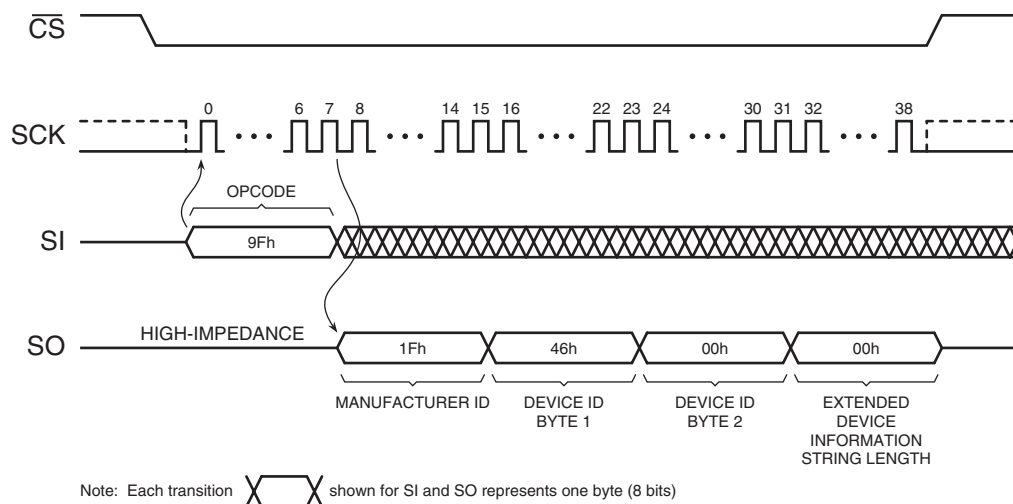 CS
0 6 7 8 14 15 16 22 23 24 30 31 32 38
SCK
OPCODE
SI 9Fh
HIGH-IMPEDANCE
SO 1Fh 46h 00h 00h
MANUFACTURER ID DEVICE ID DEVICE ID EXTENDED
BYTE 1 BYTE 2 DEVICE
INFORMATION
STRING LENGTH
Note: Each transition shown for SI and SO represents one byte (8 bits)